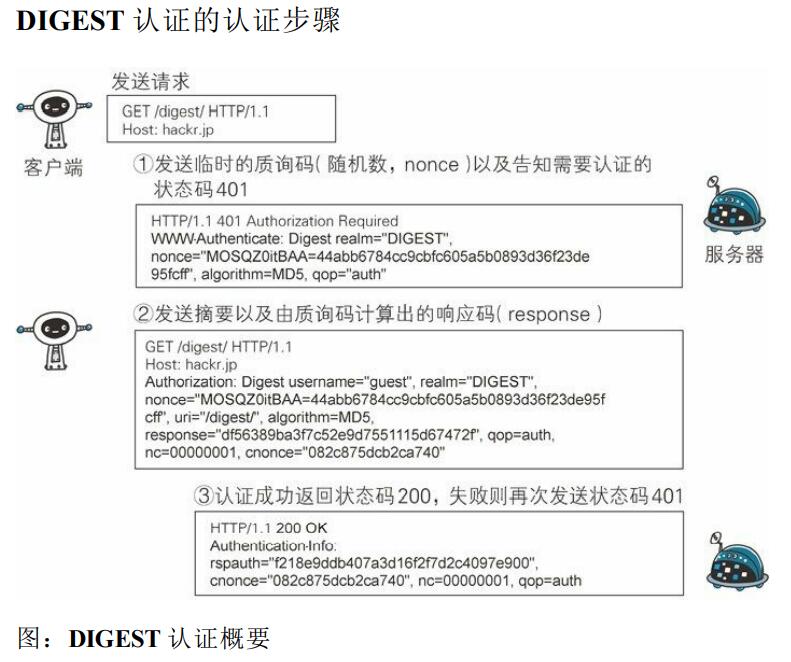 DIGEST 认证的认证步骤
发送请求
GET /digest/ HTTP/1.1
Host: hackr.jp
客户端
①发送临时的质询码(随机数，nonce)以及告知需要认证的
状态码401
HTTP/1.1 401 Authorization Required
WWW-Authenticate: Digest realm="DIGEST",
nonce="MOSQZ0itBAA=44abb6784cc9cbfc605a5b0893d36f23de
95fcff", algorithm=MD5, qop="auth"
服务器
②发送摘要以及由质询码计算出的响应码(response)
GET /digest/ HTTP/1.1
Host: hackr.jp
Authorization: Digest username="guest", realm="DIGEST",
nonce="MOSQZ0itBAA=44abb6784cc9cbfc605a5b0893d36f23de95f
cff", uri="/digest/", algorithm=MD5,
response="df56389ba3f7c52e9d7551115d67472f", qop=auth,
nc=00000001, cnonce="082c875dcb2ca740"
③认证成功返回状态码200，失败则再次发送状态码401
HTTP/1.1 200 OK
Authentication-Info:
rspauth="f218e9ddb407a3d16f2f7d2c4097e900",
cnonce="082c875dcb2ca740", nc=00000001, qop=auth
图：DIGEST 认证概要